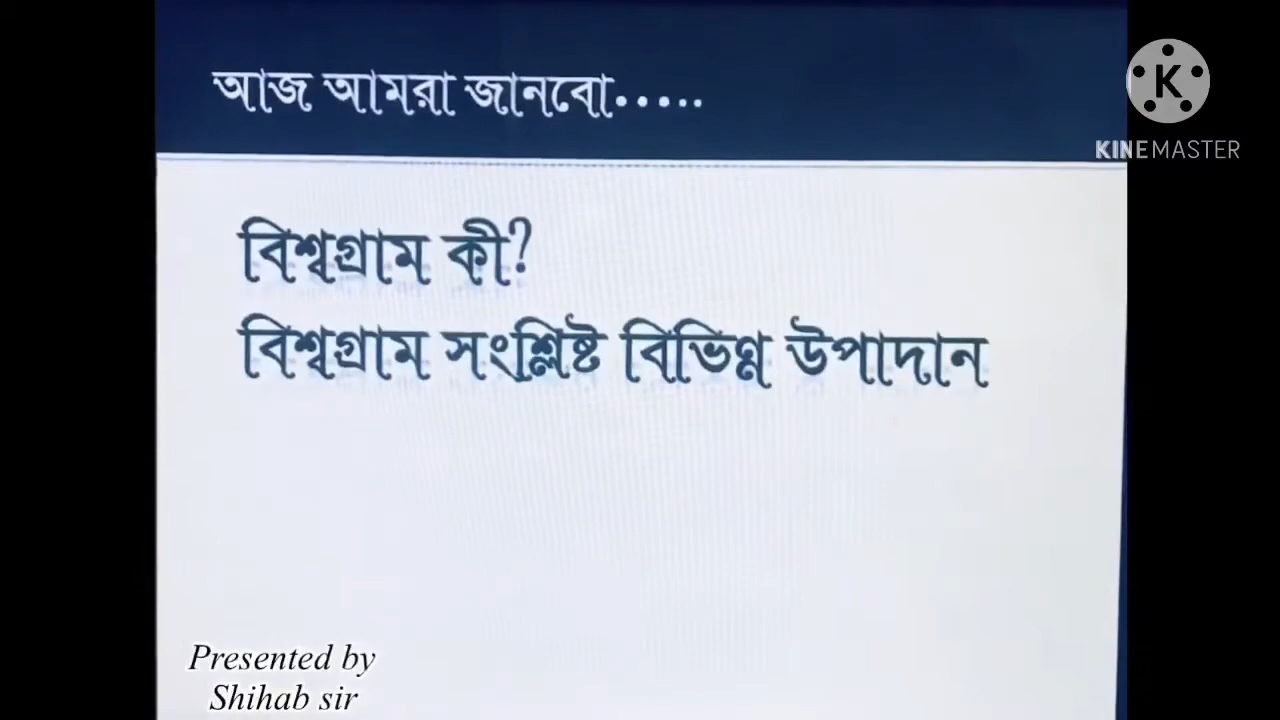 আজ আমরা জানবো.....
K
KINEMASTER
বিশ্বগ্রাম কী?
বিশ্বগ্রাম সংশ্লিষ্ট বিভিণ্ণ উপাদান
Presented by
Shihab sir